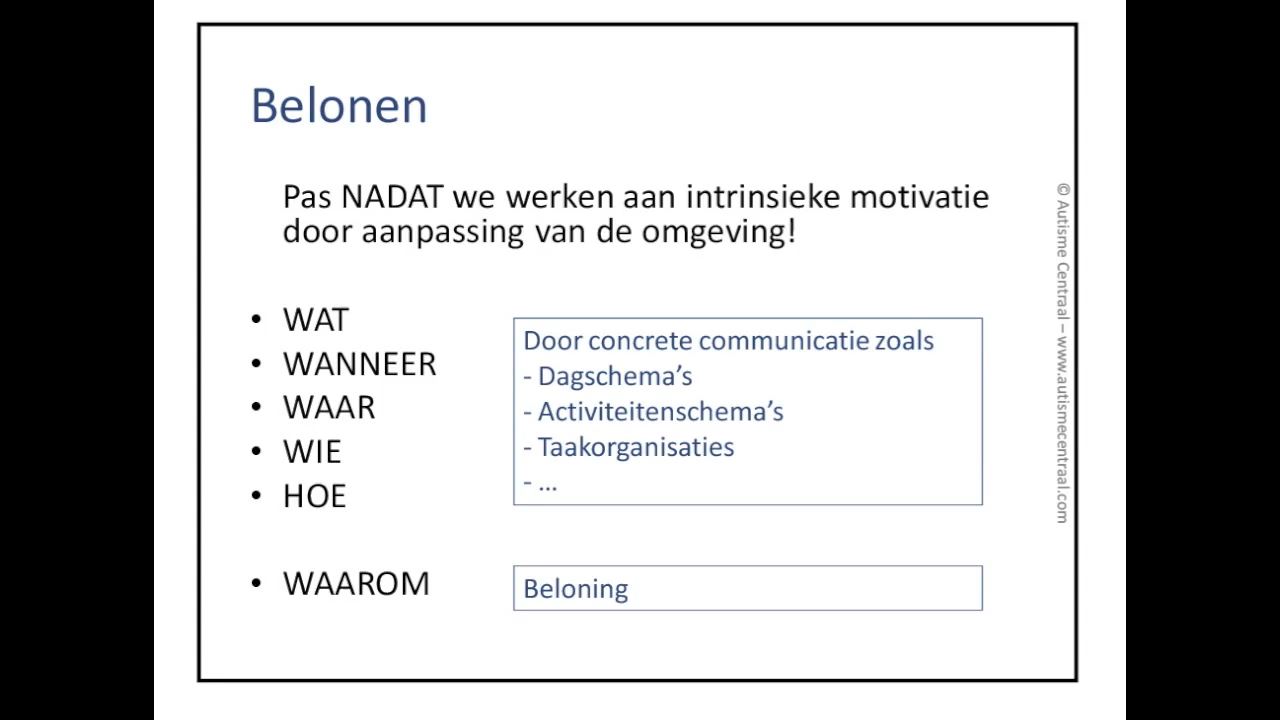 Belonen
Pas NADAT we werken aan intrinsieke motivatie
door aanpassing van de omgeving!
• WAT
• WANNEER
• WAAR
• WIE
• HOE
Door concrete communicatie zoals
- Dagschema’s
- Activiteitenschema’s
- Taakorganisaties
- ...
• WAAROM
Beloning
© Autisme Centraal – www.autismecentraal.com